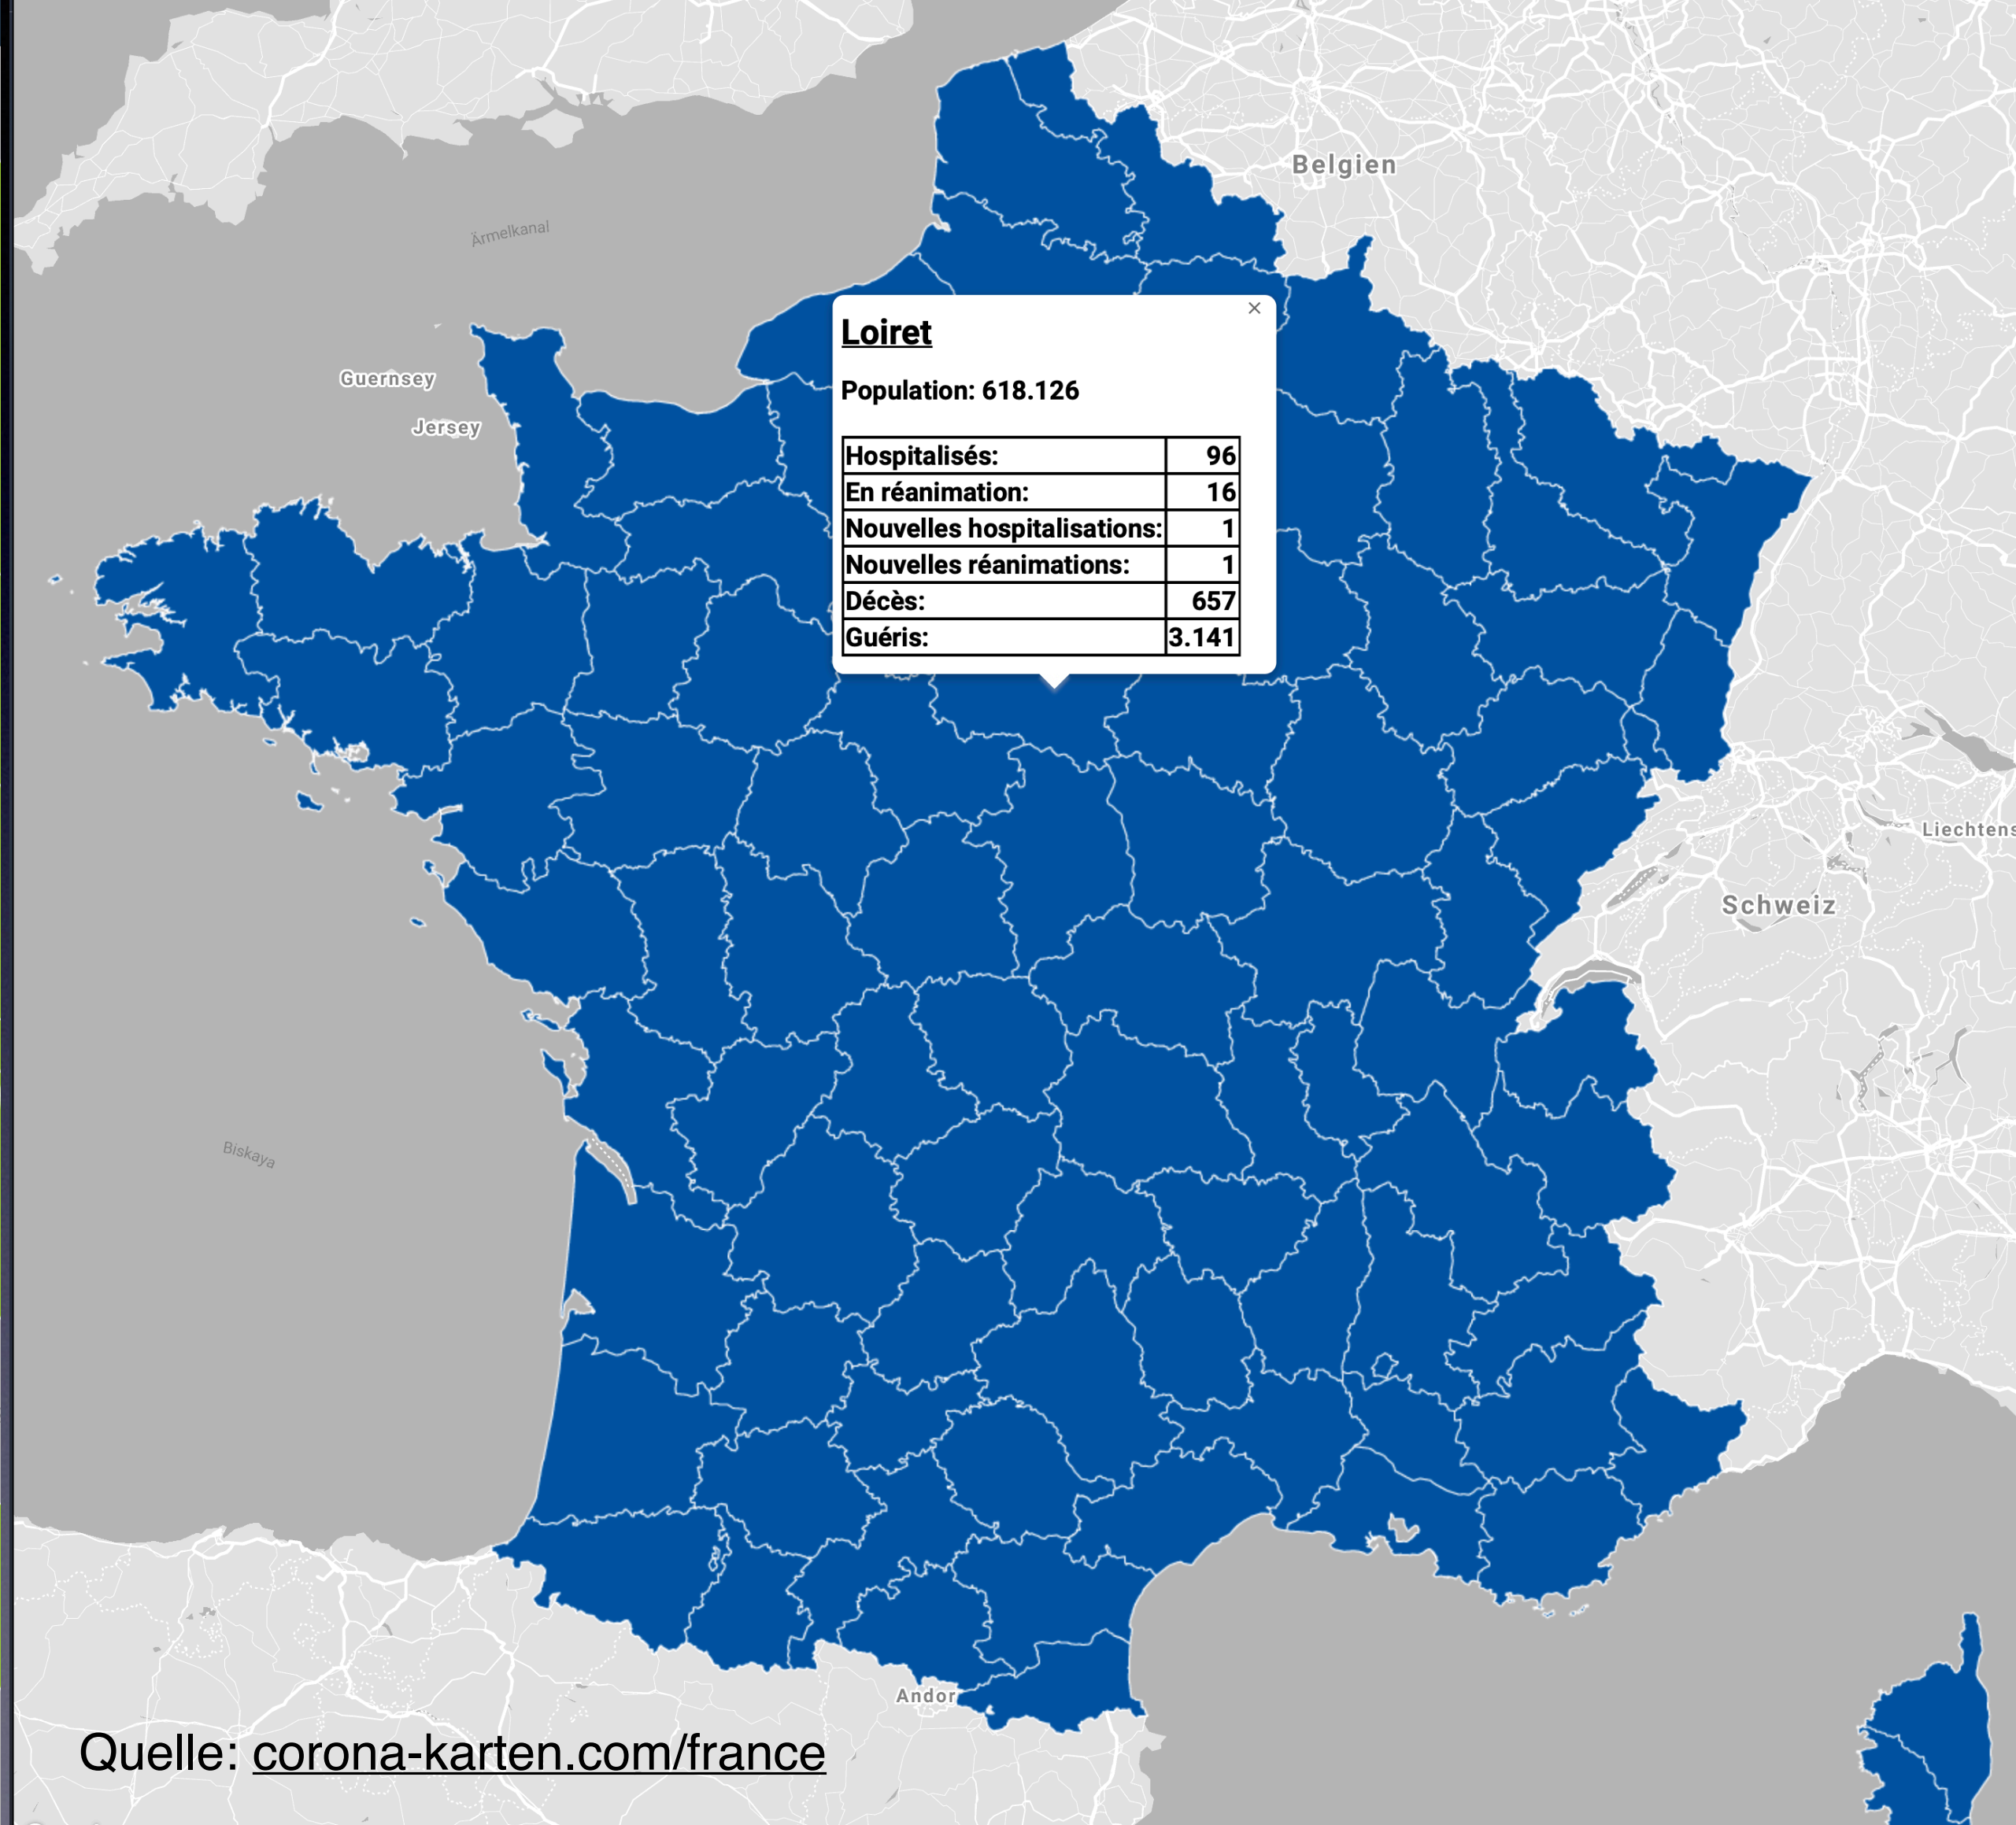 Belgien
Ärmelkanal
×
Loiret
Population: 618.126
Hospitalisés: 96
En réanimation: 16
Nouvelles hospitalisations: 1
Nouvelles réanimations: 1
Décès: 657
Guéris: 3.141
Guernsey
Jersey
Liechtens
Schweiz
Biskaya
Andor
Quelle: corona-karten.com/france